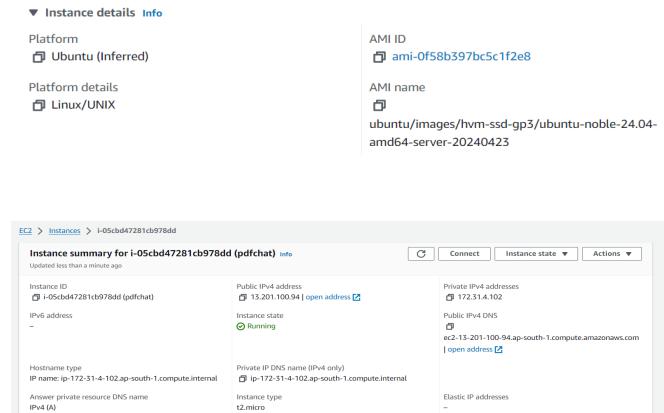 ▼ Instance details Info
Platform
Ubuntu (Inferred)
AMI ID
ami-0f58b397bc5c1f2e8
Platform details
Linux/UNIX
AMI name
ubuntu/images/hvm-ssd-gp3/ubuntu-noble-24.04-
amd64-server-20240423
EC2 > Instances > i-05cbd47281cb978dd
Instance summary for i-05cbd47281cb978dd (pdfchat) Info
Updated less than a minute ago
Connect
Instance state ▼
Actions ▼
Instance ID
i-05cbd47281cb978dd (pdfchat)
Public IPv4 address
13.201.100.94 | open address
Private IPv4 addresses
172.31.4.102
IPv6 address
–
Instance state
Running
Public IPv4 DNS
ec2-13-201-100-94.ap-south-1.compute.amazonaws.com
| open address
Hostname type
IP name: ip-172-31-4-102.ap-south-1.compute.internal
Private IP DNS name (IPv4 only)
ip-172-31-4-102.ap-south-1.compute.internal
Answer private resource DNS name
IPv4 (A)
Instance type
t2.micro
Elastic IP addresses
–